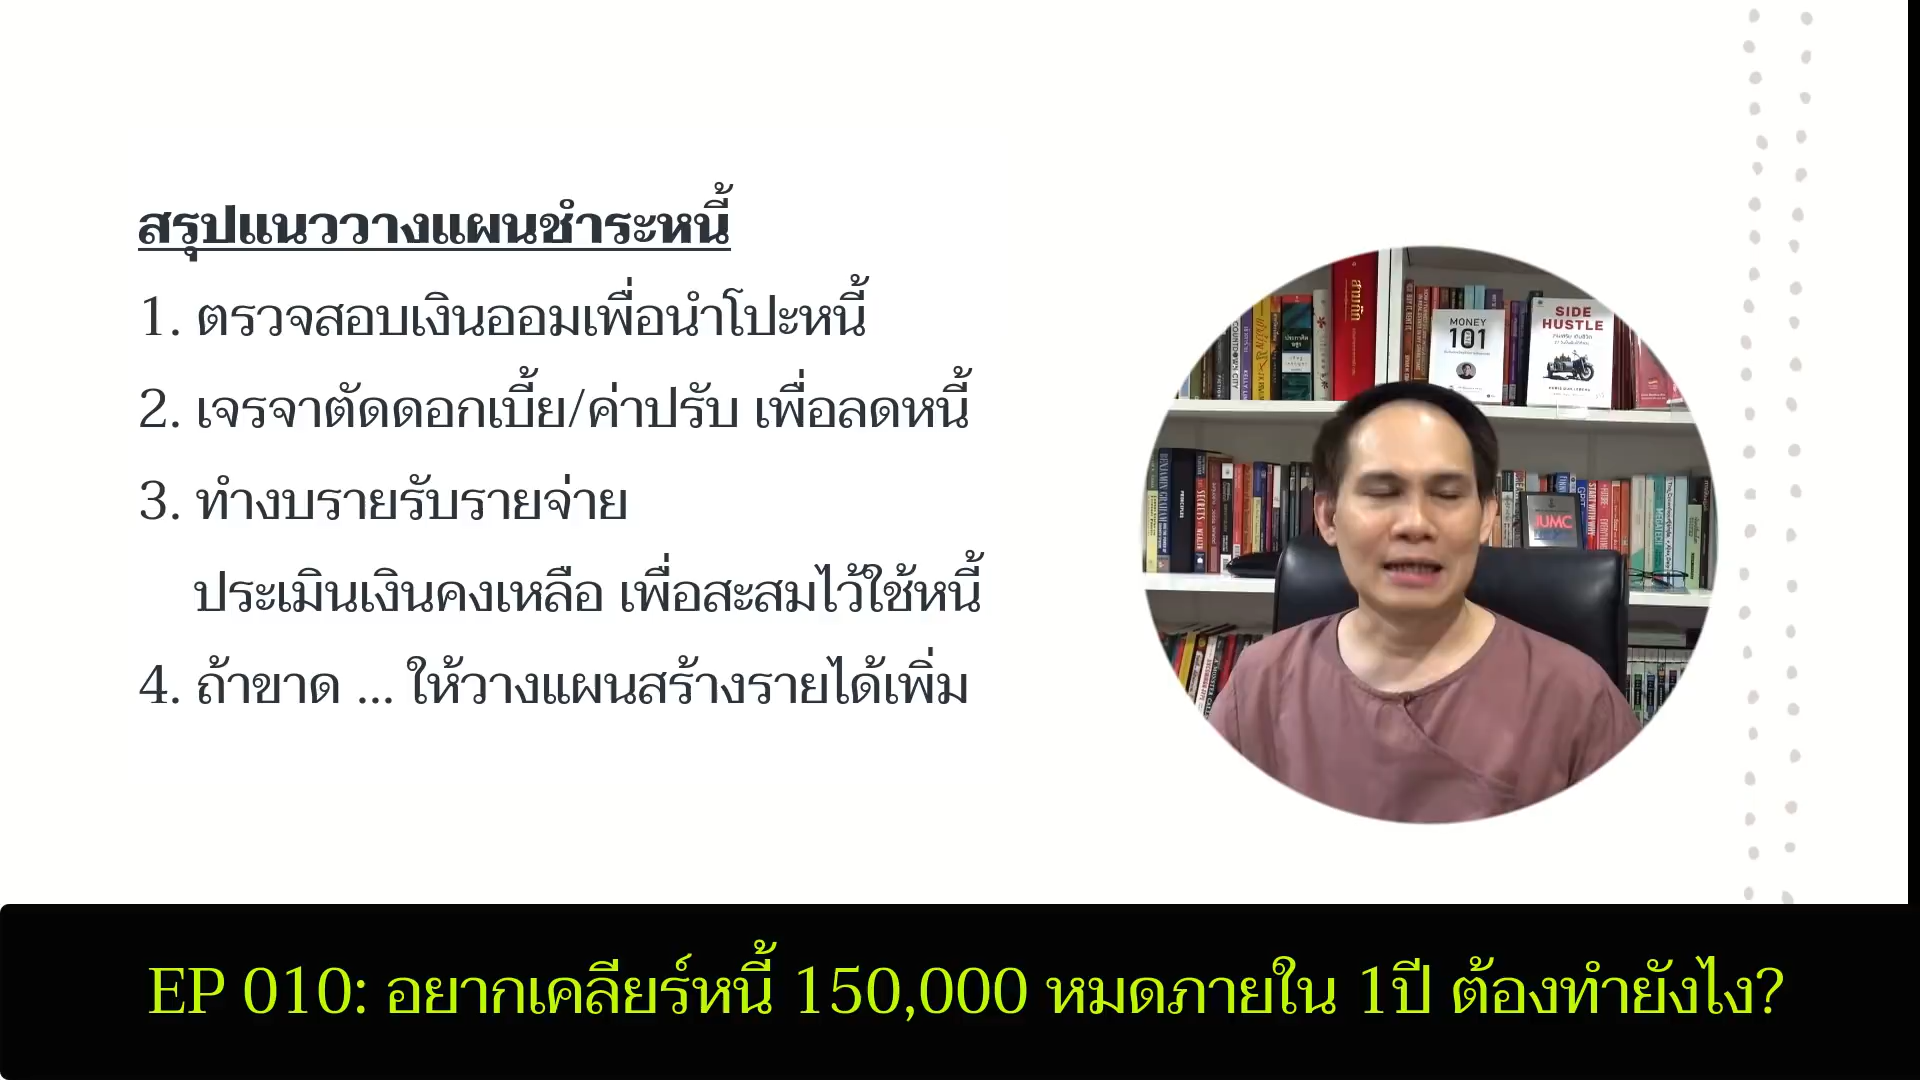 สรุปแนววางแผนชำระหนี้
1. ตรวจสอบเงินออมเพื่อนำโปะหนี้
2. เจรจาตัดดอกเบี้ย/ค่าปรับ เพื่อลดหนี้
3. ทำงบรายรับรายจ่าย
ประเมินเงินคงเหลือ เพื่อสะสมไว้ใช้หนี้
4. ถ้าขาด ... ให้วางแผนสร้างรายได้เพิ่ม
MONEY
101
SIDE
HUSTLE
BENJAMIN GRAHAM
IUMC
EP 010: อยากเคลียร์หนี้ 150,000 หมดภายใน 1ปี ต้องทำยังไง?